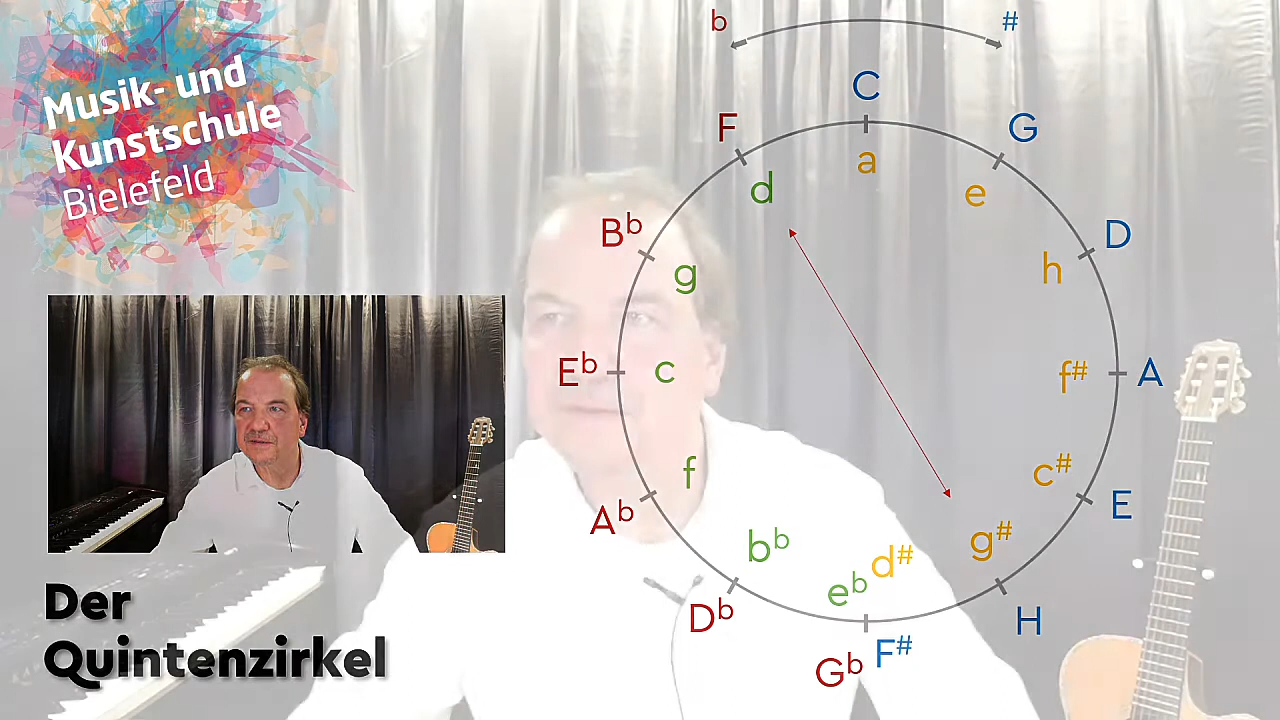 Musik- und
Kunstschule
Bielefeld
Der
Quintenzirkel
b
#
C
F
G
a
d
e
Bb
D
g
h
Eb
c
f#
A
f
c#
Ab
E
bb
g#
d#
eb
Db
H
Gb
F#